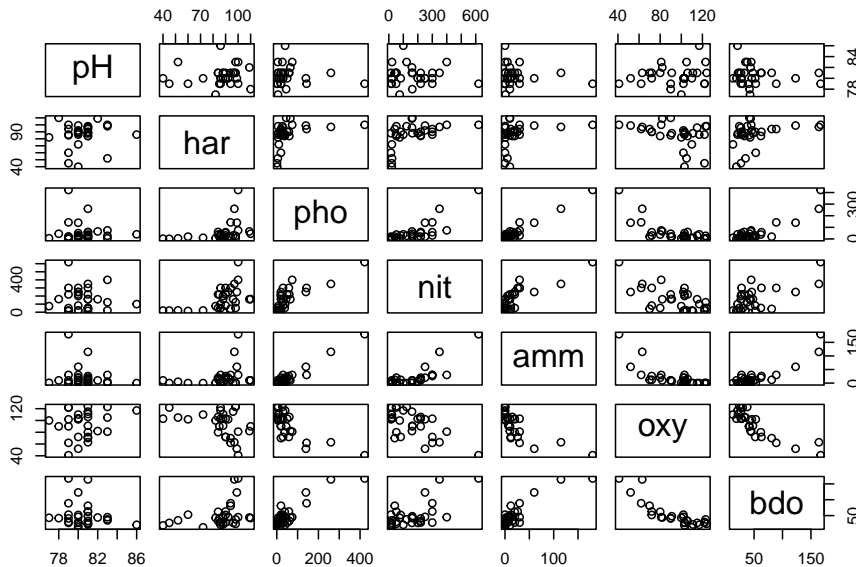 40 70 100 0 300 600 40 80 120
pH 78 84
40 90 har
pho 0 300
0 400 nit
amm 0 150
40 80 120 oxy
bdo 50
78 82 86 0 200 400 0 100 50 150